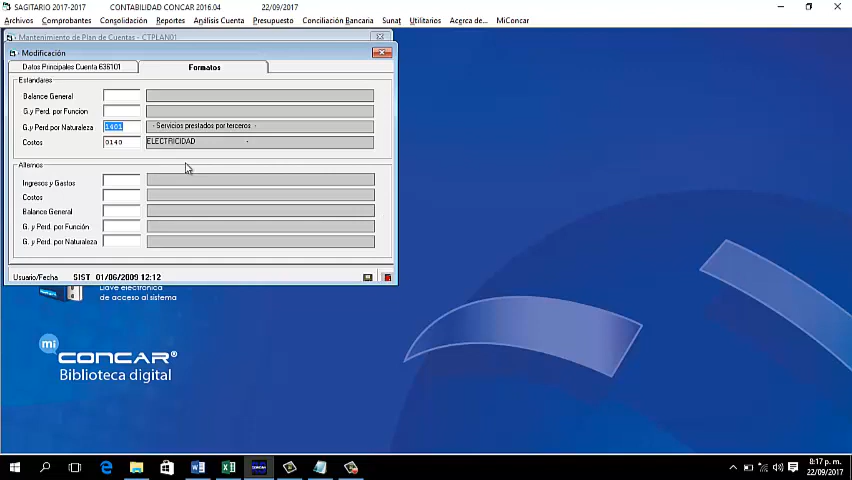 SAGITARIO 2017-2017 CONTABILIDAD CONCAR 2016.04 22/09/2017
Archivos Comprobantes Consolidación Reportes Análisis Cuenta Presupuesto Conciliación Bancaria Sunat Utilitarios Acerca de... MiConcar
Mantenimiento de Plan de Cuentas - CTPLAN01
Modificación
Datos Principales Cuenta 636101 Formatos
Estandares
Balance General
G.y Perd. por Funcion
G.y Perd.por Naturaleza 1401 - Servicios prestados por terceros -
Costos 0140 ELECTRICIDAD -
Alternos
Ingresos y Gastos
Costos
Balance General
G. y Perd. por Función
G. y Perd. por Naturaleza
Usuario/Fecha SIST 01/06/2009 12:12
Llave electrónica
de acceso al sistema
mi
CONCAR®
Biblioteca digital
CONCAR
8:17 p. m.
22/09/2017